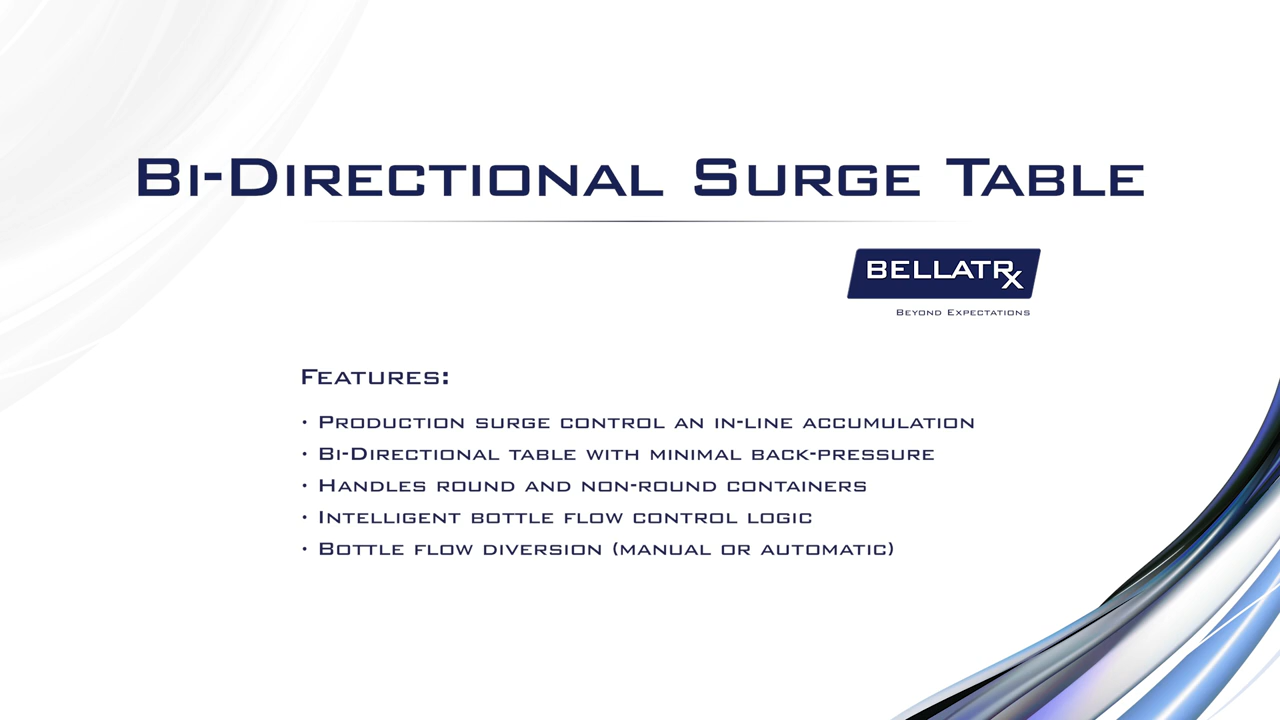 Bi-Directional Surge Table
BELLATRx
Beyond Expectations
Features:
· Production surge control an in-line accumulation
· Bi-Directional table with minimal back-pressure
· Handles round and non-round containers
· Intelligent bottle flow control logic
· Bottle flow diversion (manual or automatic)